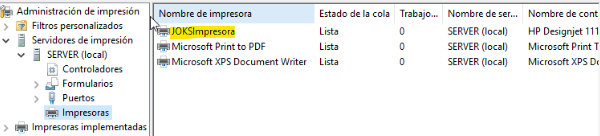 Administración de impresión
Filtros personalizados
Servidores de impresión
SERVER (local)
Controladores
Formularios
Puertos
Impresoras
Impresoras implementadas
Nombre de impresora Estado de la cola Trabajo... Nombre de ser... Nombre de cont
JOKSImpresora Lista 0 SERVER (local) HP Designjet 111
Microsoft Print to PDF Lista 0 SERVER (local) Microsoft Print T
Microsoft XPS Document Writer Lista 0 SERVER (local) Microsoft XPS D